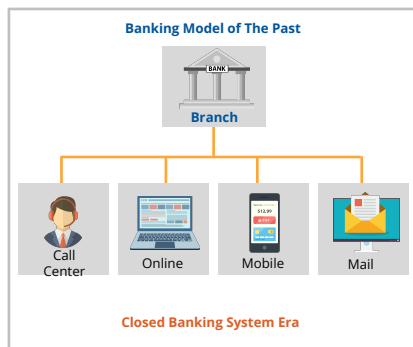 Banking Model of The Past
BANK
Branch
$12.99
Call
Center
Online
Mobile
Mail
Closed Banking System Era